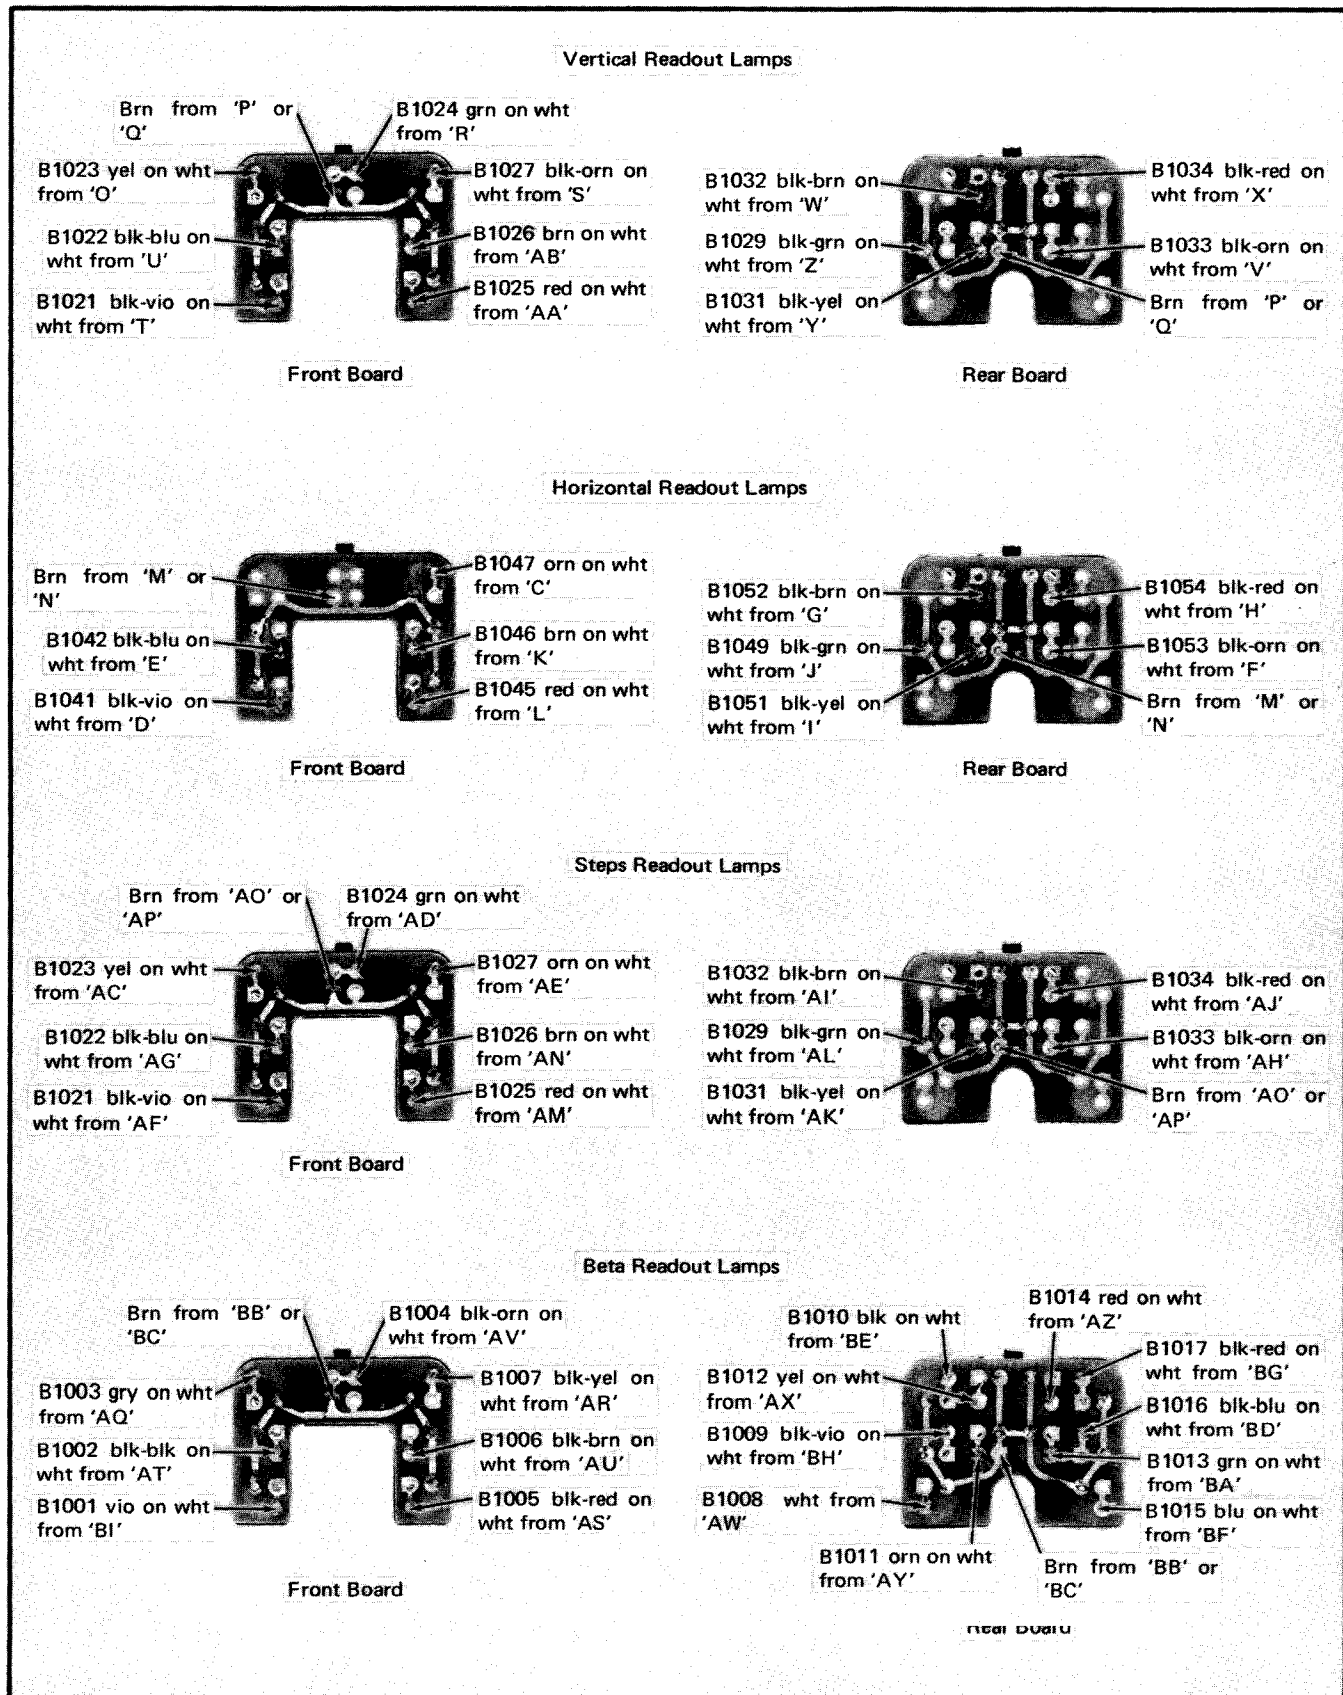 Vertical Readout Lamps
Brn from 'P' or
'Q'
B1024 grn on wht
from 'R'
B1023 yel on wht
from 'O'
B1027 blk-orn on
wht from 'S'
B1022 blk-blu on
wht from 'U'
B1026 brn on wht
from 'AB'
B1021 blk-vio on
wht from 'T'
B1025 red on wht
from 'AA'
Front Board
B1032 blk-brn on
wht from 'W'
B1034 blk-red on
wht from 'X'
B1029 blk-grn on
wht from 'Z'
B1033 blk-orn on
wht from 'V'
B1031 blk-yel on
wht from 'Y'
Brn from 'P' or
'Q'
Rear Board
Horizontal Readout Lamps
Brn from 'M' or
'N'
B1047 orn on wht
from 'C'
B1042 blk-blu on
wht from 'E'
B1046 brn on wht
from 'K'
B1041 blk-vio on
wht from 'D'
B1045 red on wht
from 'L'
Front Board
B1052 blk-brn on
wht from 'G'
B1054 blk-red on
wht from 'H'
B1049 blk-grn on
wht from 'J'
B1053 blk-orn on
wht from 'F'
B1051 blk-yel on
wht from 'I'
Brn from 'M' or
'N'
Rear Board
Steps Readout Lamps
Brn from 'AO' or
'AP'
B1024 grn on wht
from 'AD'
B1023 yel on wht
from 'AC'
B1027 orn on wht
from 'AE'
B1022 blk-blu on
wht from 'AG'
B1026 brn on wht
from 'AN'
B1021 blk-vio on
wht from 'AF'
B1025 red on wht
from 'AM'
Front Board
B1032 blk-brn on
wht from 'AI'
B1034 blk-red on
wht from 'AJ'
B1029 blk-grn on
wht from 'AL'
B1033 blk-orn on
wht from 'AH'
B1031 blk-yel on
wht from 'AK'
Brn from 'AO' or
'AP'
Beta Readout Lamps
Brn from 'BB' or
'BC'
B1004 blk-orn on
wht from 'AV'
B1003 gry on wht
from 'AQ'
B1007 blk-yel on
wht from 'AR'
B1002 blk-blk on
wht from 'AT'
B1006 blk-brn on
wht from 'AU'
B1001 vio on wht
from 'BI'
B1005 blk-red on
wht from 'AS'
Front Board
B1010 blk on wht
from 'BE'
B1014 red on wht
from 'AZ'
B1012 yel on wht
from 'AX'
B1017 blk-red on
wht from 'BG'
B1009 blk-vio on
wht from 'BH'
B1016 blk-blu on
wht from 'BD'
B1008 wht from
'AW'
B1013 grn on wht
from 'BA'
B1015 blu on wht
from 'BF'
B1011 orn on wht
from 'AY'
Brn from 'BB' or
'BC'
Rear Board